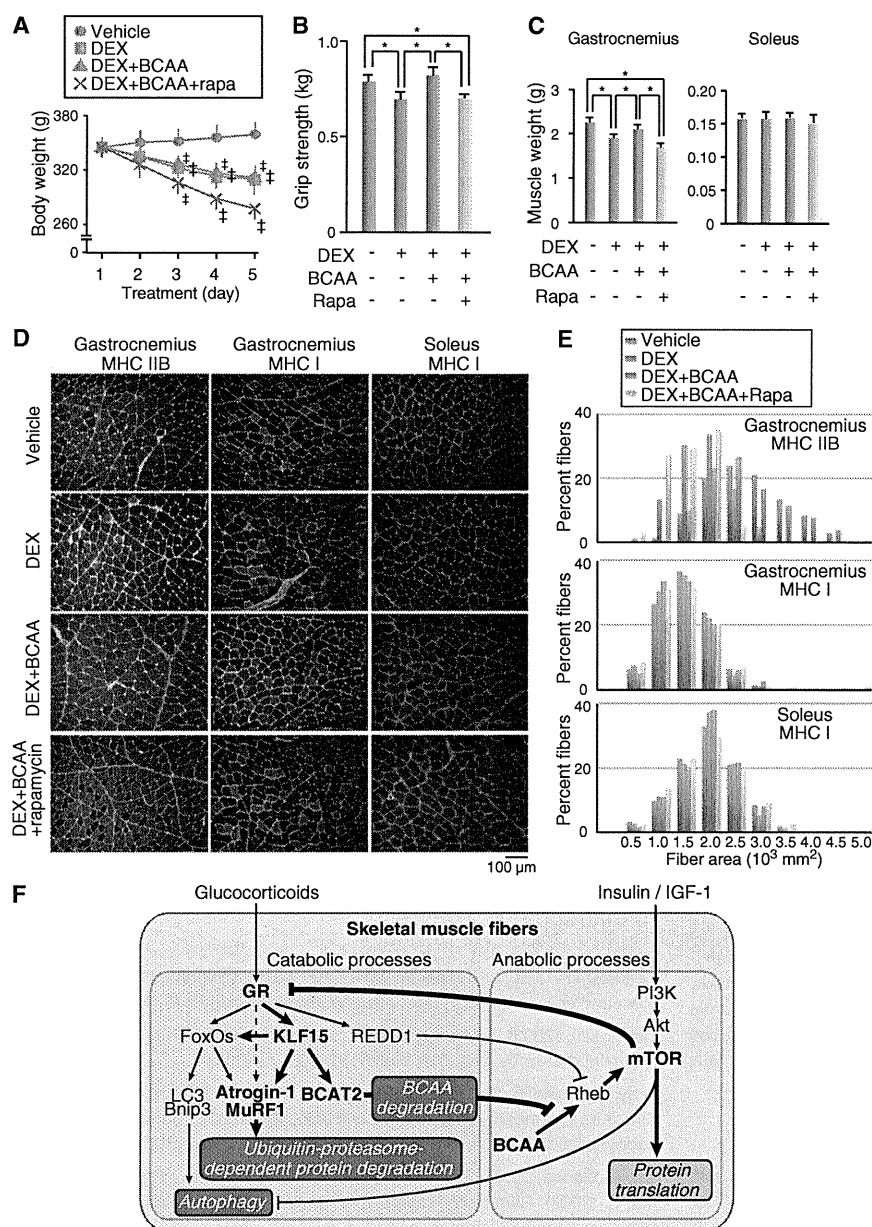 A
Vehicle
DEX
DEX+BCAA
DEX+BCAA+rapa
Body weight (g)
380
320
260
0
‡ ‡ ‡
‡ ‡ ‡
‡ ‡ ‡
1 2 3 4 5
Treatment (day)
B
Grip strength (kg)
1.0
0.5
0
*
* * *
DEX - + + +
BCAA - - + +
Rapa - - - +
C
Gastrocnemius
Soleus
Muscle weight (g)
3
2
1
0
*
* * *
0.20
0.15
0.10
0.05
0
DEX - + + + - + + +
BCAA - - + + - - + +
Rapa - - - + - - - +
D
Gastrocnemius MHC IIB
Gastrocnemius MHC I
Soleus MHC I
Vehicle
DEX
DEX+BCAA
DEX+BCAA
+rapamycin
100 µm
E
Vehicle
DEX
DEX+BCAA
DEX+BCAA+Rapa
Percent fibers
40
20
0
Gastrocnemius
MHC IIB
Percent fibers
40
20
0
Gastrocnemius
MHC I
Percent fibers
40
20
0
Soleus
MHC I
0.5 1.0 1.5 2.0 2.5 3.0 3.5 4.5 5.0
Fiber area (10³ mm²)
F
Glucocorticoids
Insulin / IGF-1
Skeletal muscle fibers
Catabolic processes
Anabolic processes
GR
PI3K
Akt
FoxOs
KLF15
REDD1
mTOR
LC3
Bnip3
Atrogin-1
MuRF1
BCAT2
BCAA
degradation
Rheb
BCAA
Ubiquitin-proteasome-
dependent protein degradation
Autophagy
Protein
translation